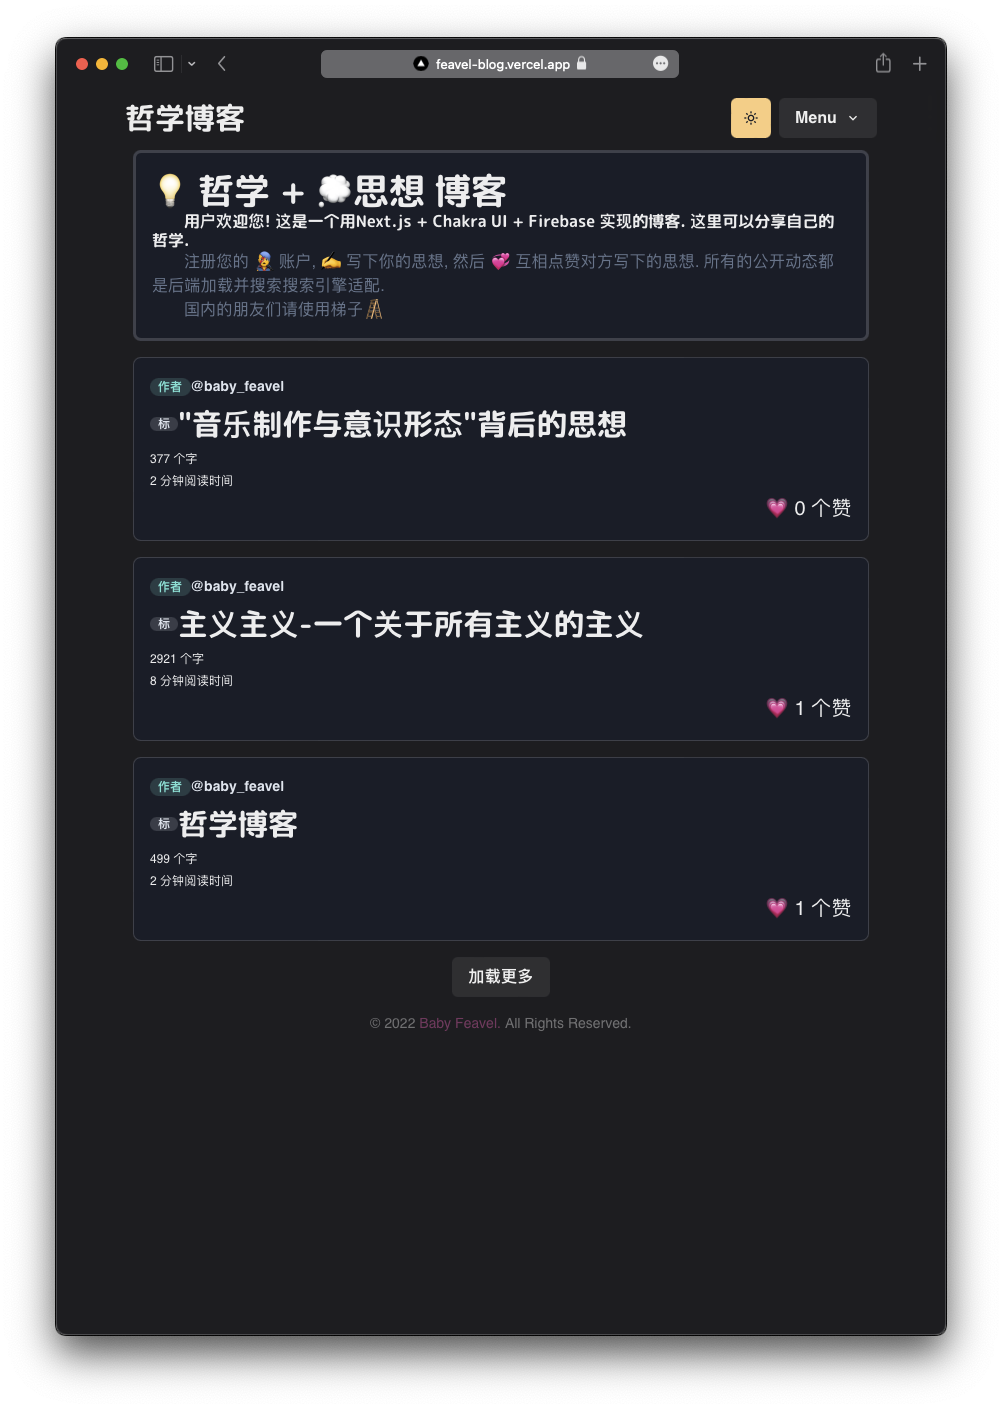 feavel-blog.vercel.app
哲学博客
Menu
💡 哲学 + 💭思想 博客
用户欢迎您! 这是一个用Next.js + Chakra UI + Firebase 实现的博客. 这里可以分享自己的
哲学.
注册您的 👨‍🎤 账户, ✍️ 写下你的思想, 然后 💞 互相点赞对方写下的思想. 所有的公开动态都
是后端加载并搜索搜索引擎适配.
国内的朋友们请使用梯子🪜
作者@baby_feavel
标"音乐制作与意识形态"背后的思想
377 个字
2 分钟阅读时间
💗 0 个赞
作者@baby_feavel
标主义主义-一个关于所有主义的主义
2921 个字
8 分钟阅读时间
💗 1 个赞
作者@baby_feavel
标哲学博客
499 个字
2 分钟阅读时间
💗 1 个赞
加载更多
© 2022 Baby Feavel. All Rights Reserved.